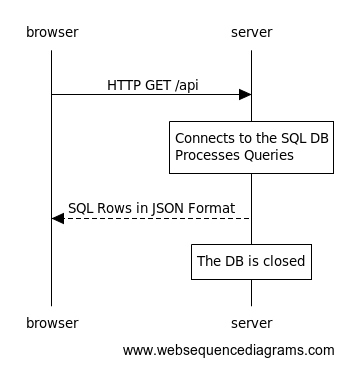 browser server
HTTP GET /api
Connects to the SQL DB
Processes Queries
SQL Rows in JSON Format
The DB is closed
browser server
www.websequencediagrams.com